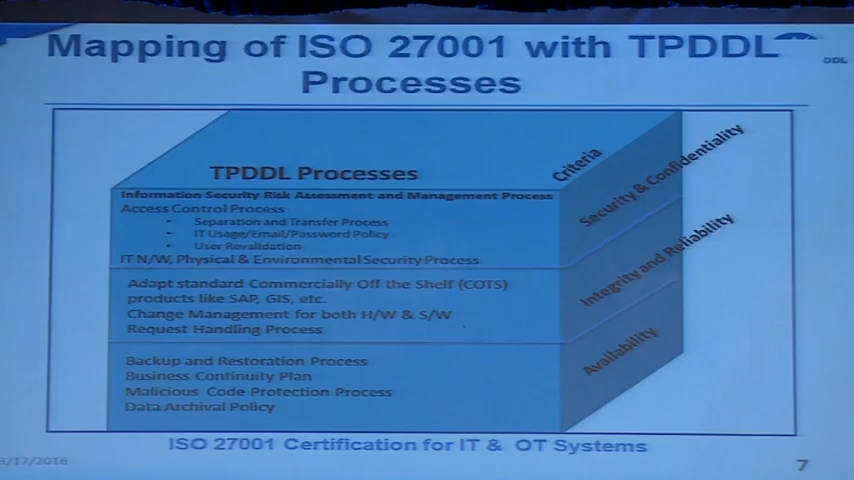 Mapping of ISO 27001 with TPDDL
Processes
DDL
TPDDL Processes
Criteria
Information Security Risk Assessment and Management Process
Access Control Process
• Separation and Transfer Process
• IT Usage/Email/Password Policy
• User Revalidation
IT N/W, Physical & Environmental Security Process
Security & Confidentiality
Adapt standard Commercially Off the Shelf (COTS)
products like SAP, GIS, etc.
Change Management for both H/W & S/W
Request Handling Process
Integrity and Reliability
Backup and Restoration Process
Business Continuity Plan
Malicious Code Protection Process
Data Archival Policy
Availability
ISO 27001 Certification for IT & OT Systems
3/17/2016
7